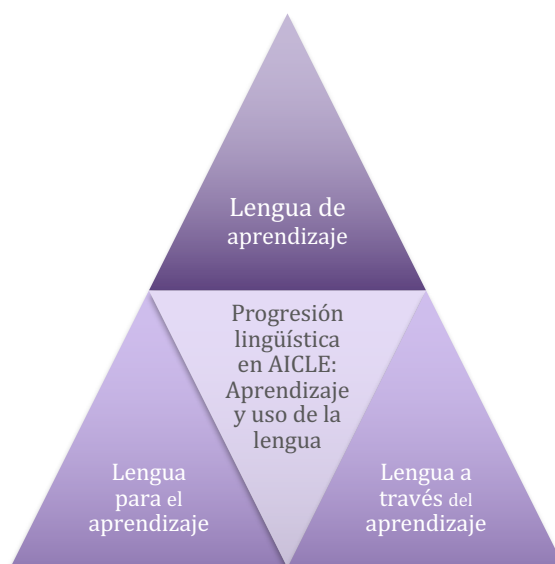 Lengua de
aprendizaje
Progresión
lingüística
en AICLE:
Aprendizaje
y uso de la
lengua
Lengua
para el
aprendizaje
Lengua a
través del
aprendizaje